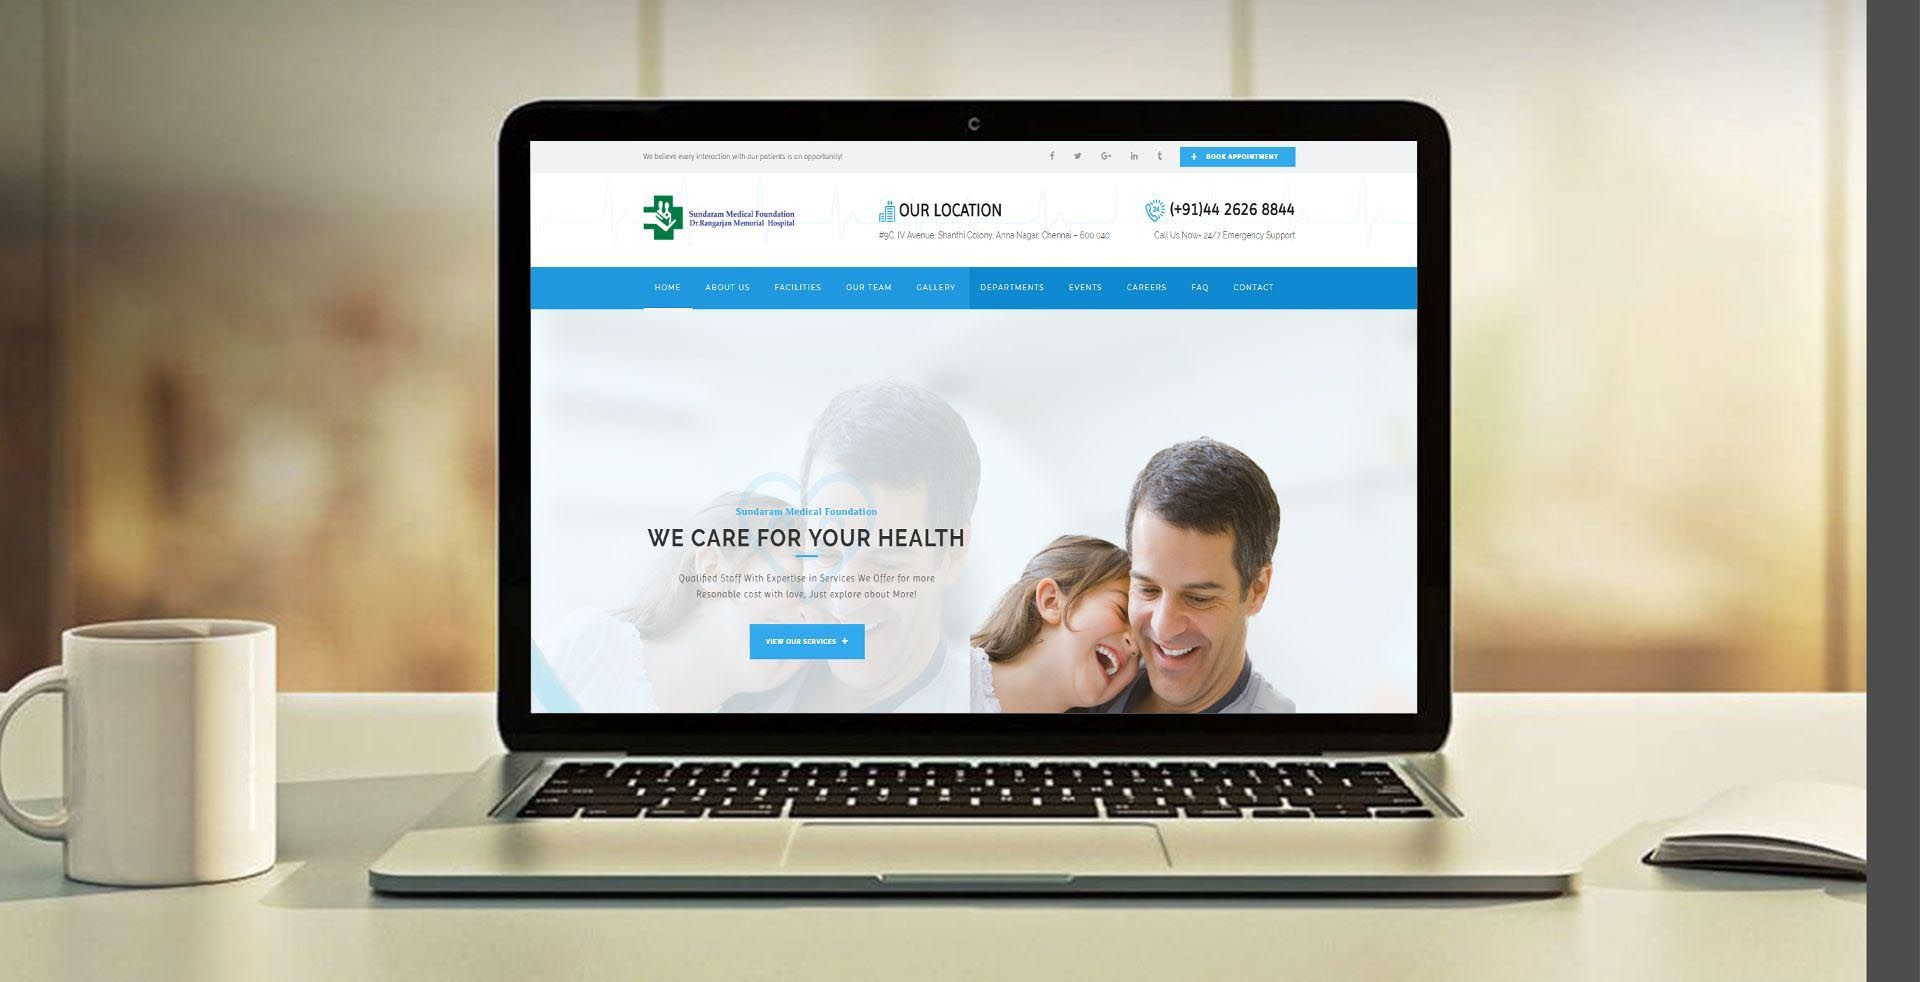 We believe every interaction with our patients is an opportunity!
BOOK APPOINTMENT
Sundaram Medical Foundation
Dr.Rangarjan Memorial Hospital
OUR LOCATION
#9C, IV Avenue, Shanthi Colony, Anna Nagar, Chennai – 600 040
24
(+91)44 2626 8844
Call Us Now- 24/7 Emergency Support
HOME ABOUT US FACILITIES OUR TEAM GALLERY DEPARTMENTS EVENTS CAREERS FAQ CONTACT
Sundaram Medical Foundation
WE CARE FOR YOUR HEALTH
Qualified Staff With Expertise in Services We Offer for more
Resonable cost with love, Just explore about More!
VIEW OUR SERVICES +